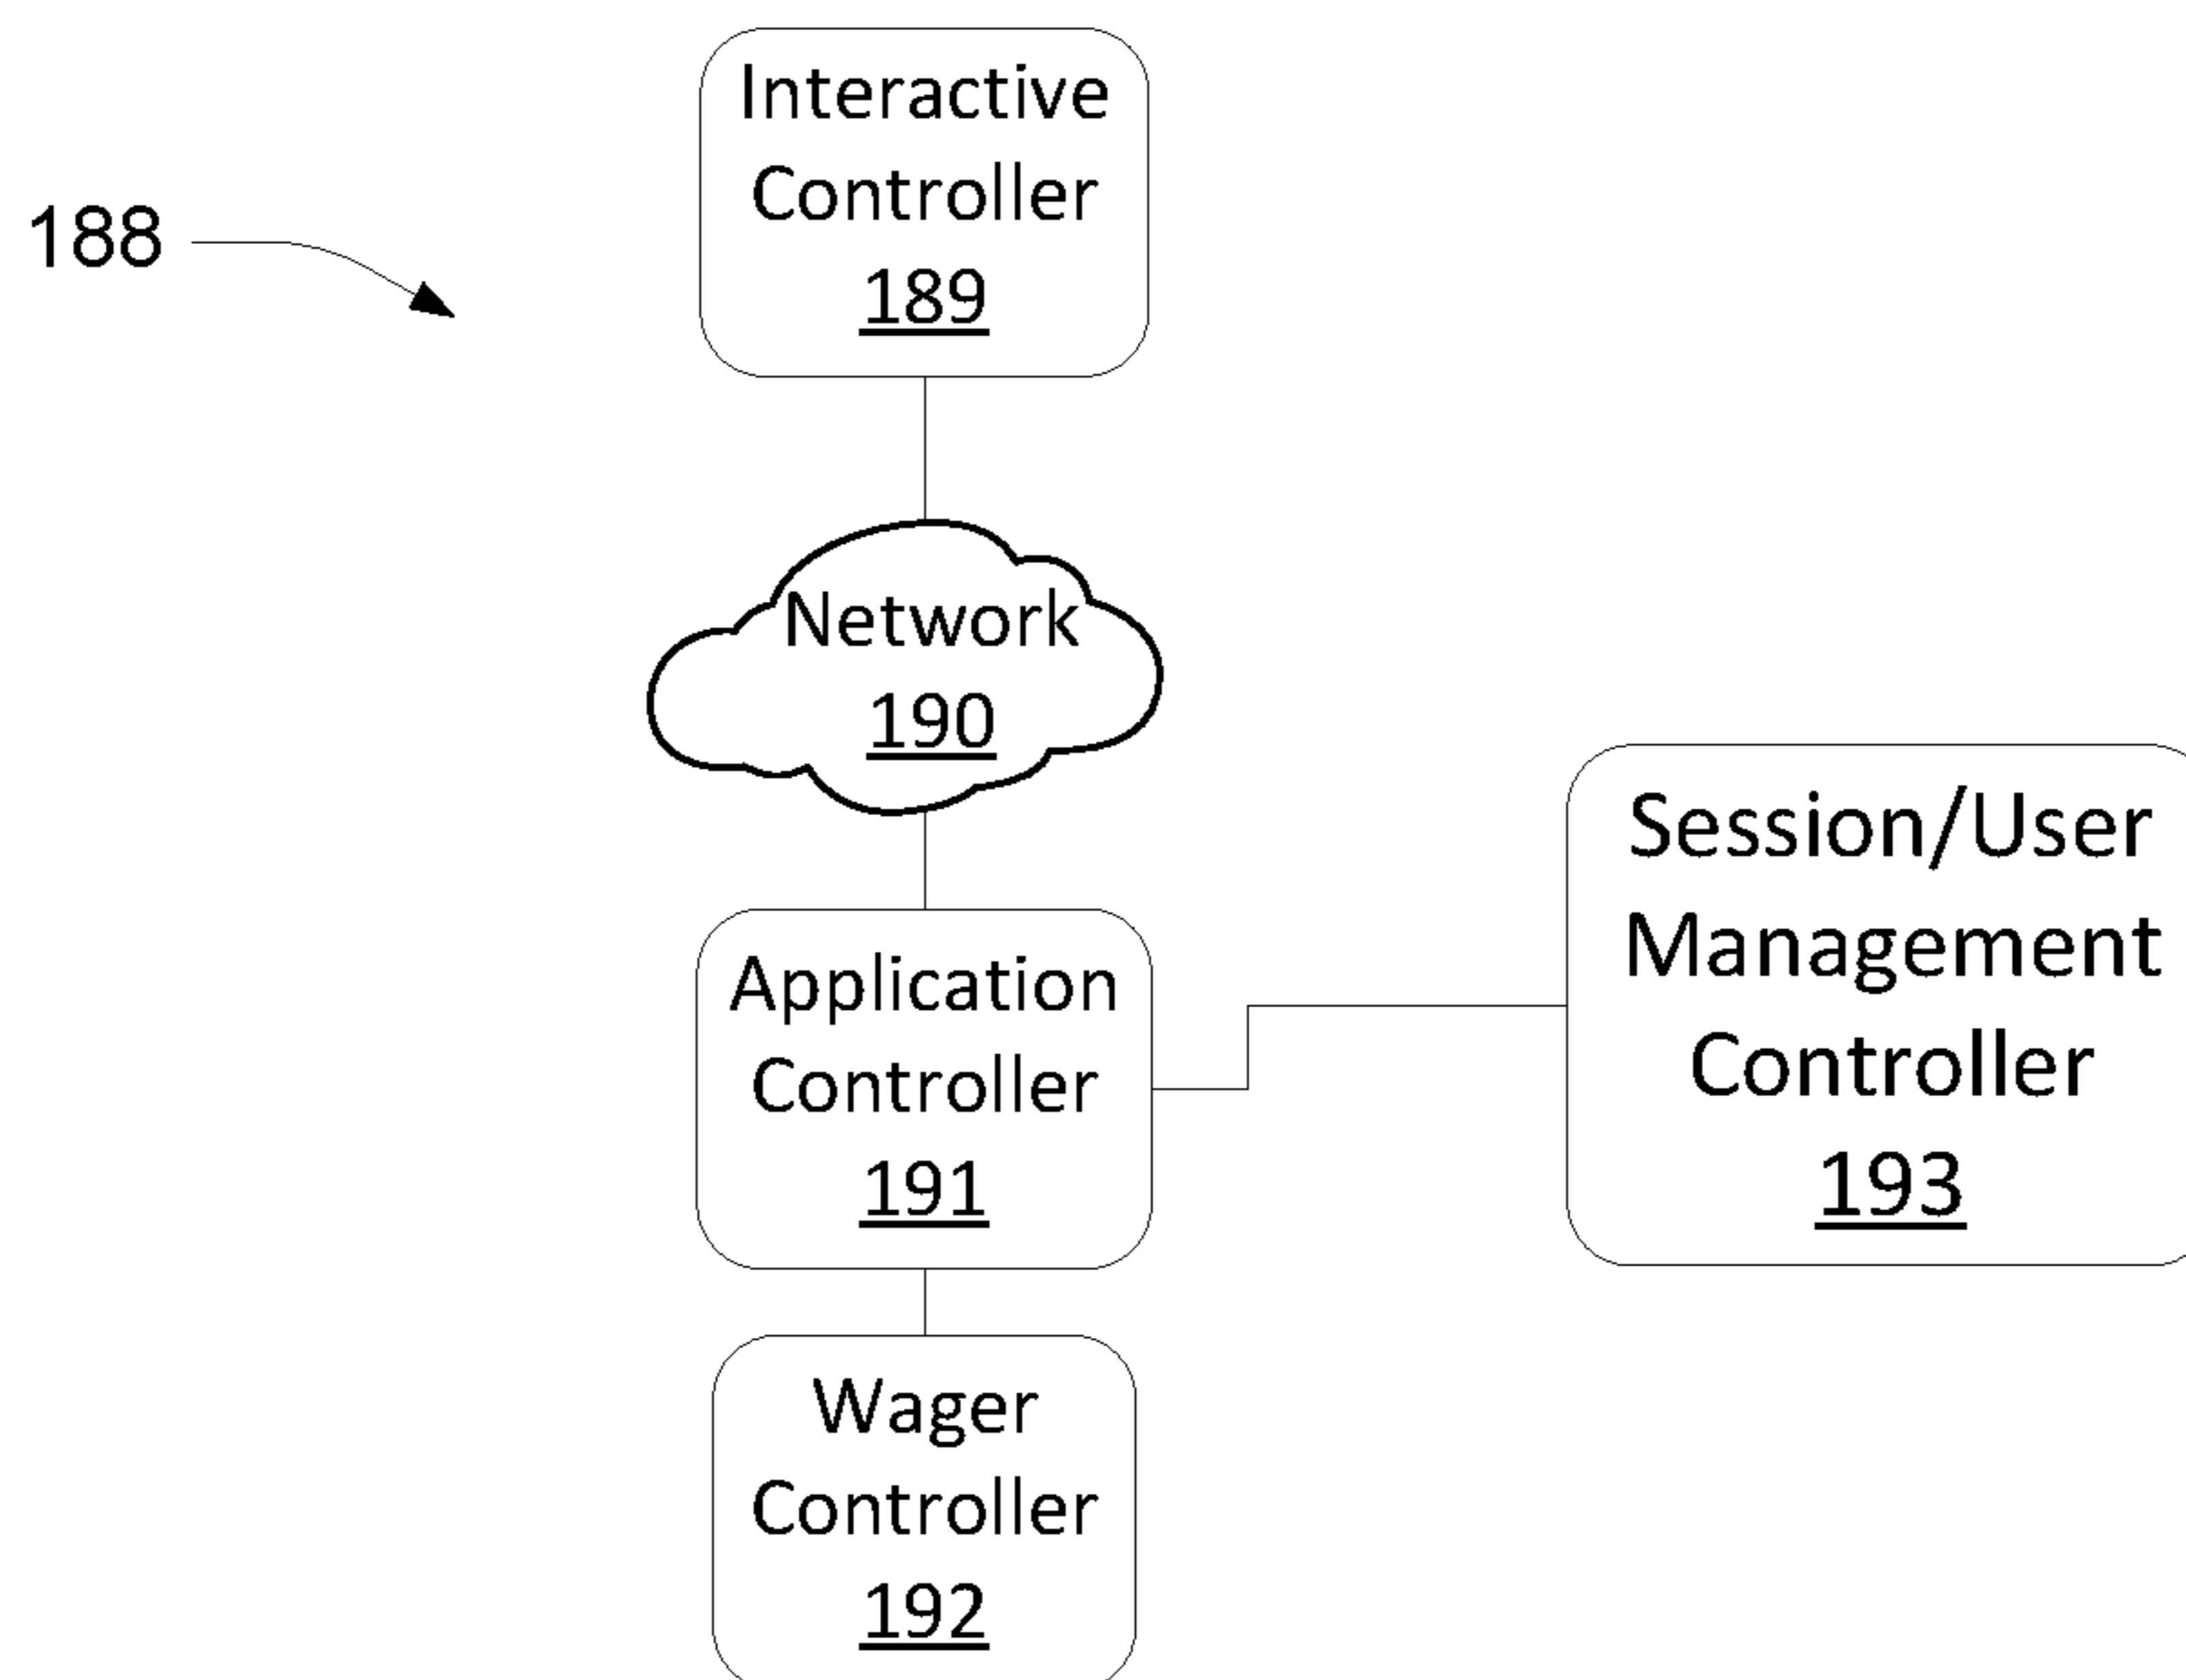 188
Interactive
Controller
189
Network
190
Application
Controller
191
Session/User
Management
Controller
193
Wager
Controller
192